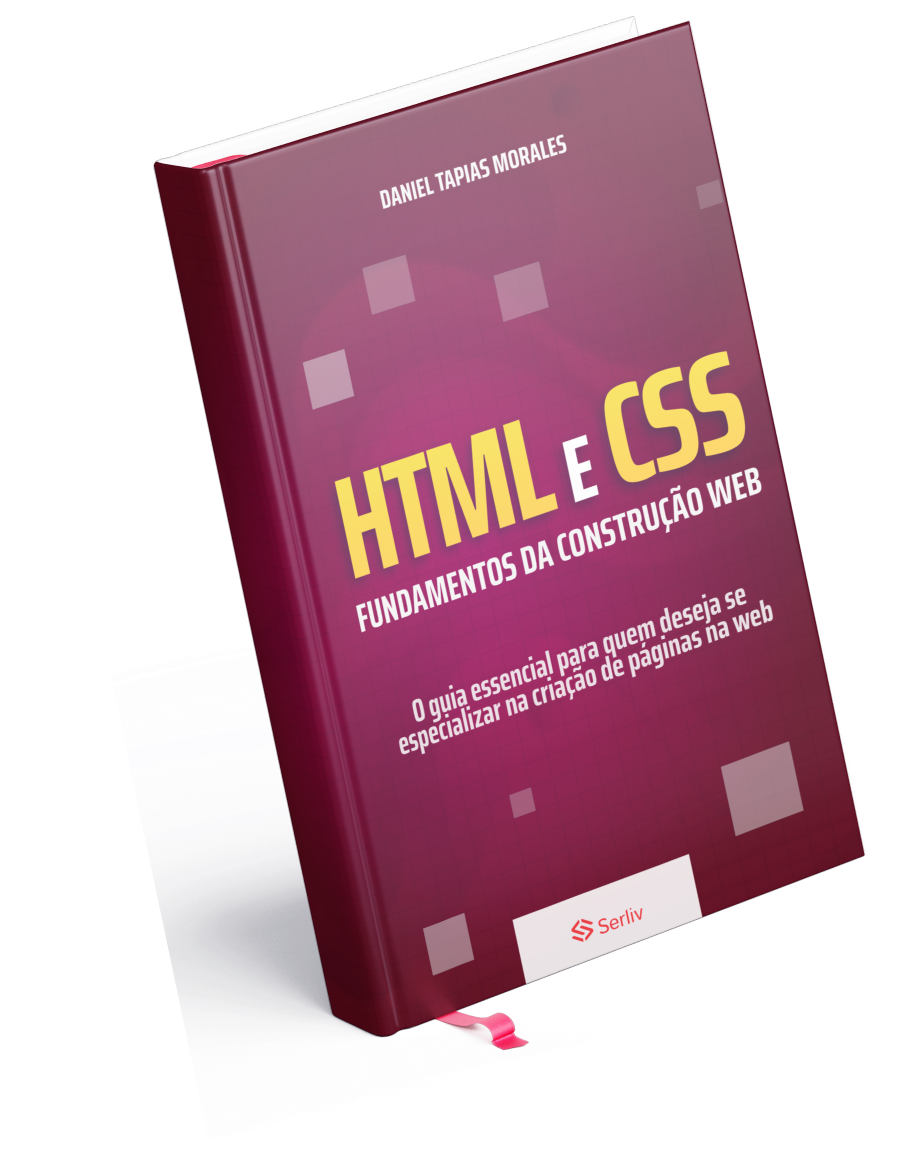 DANIEL TAPIAS MORALES
HTML E CSS
FUNDAMENTOS DA CONSTRUÇÃO WEB
O guia essencial para quem deseja se
especializar na criação de páginas na web
Serliv